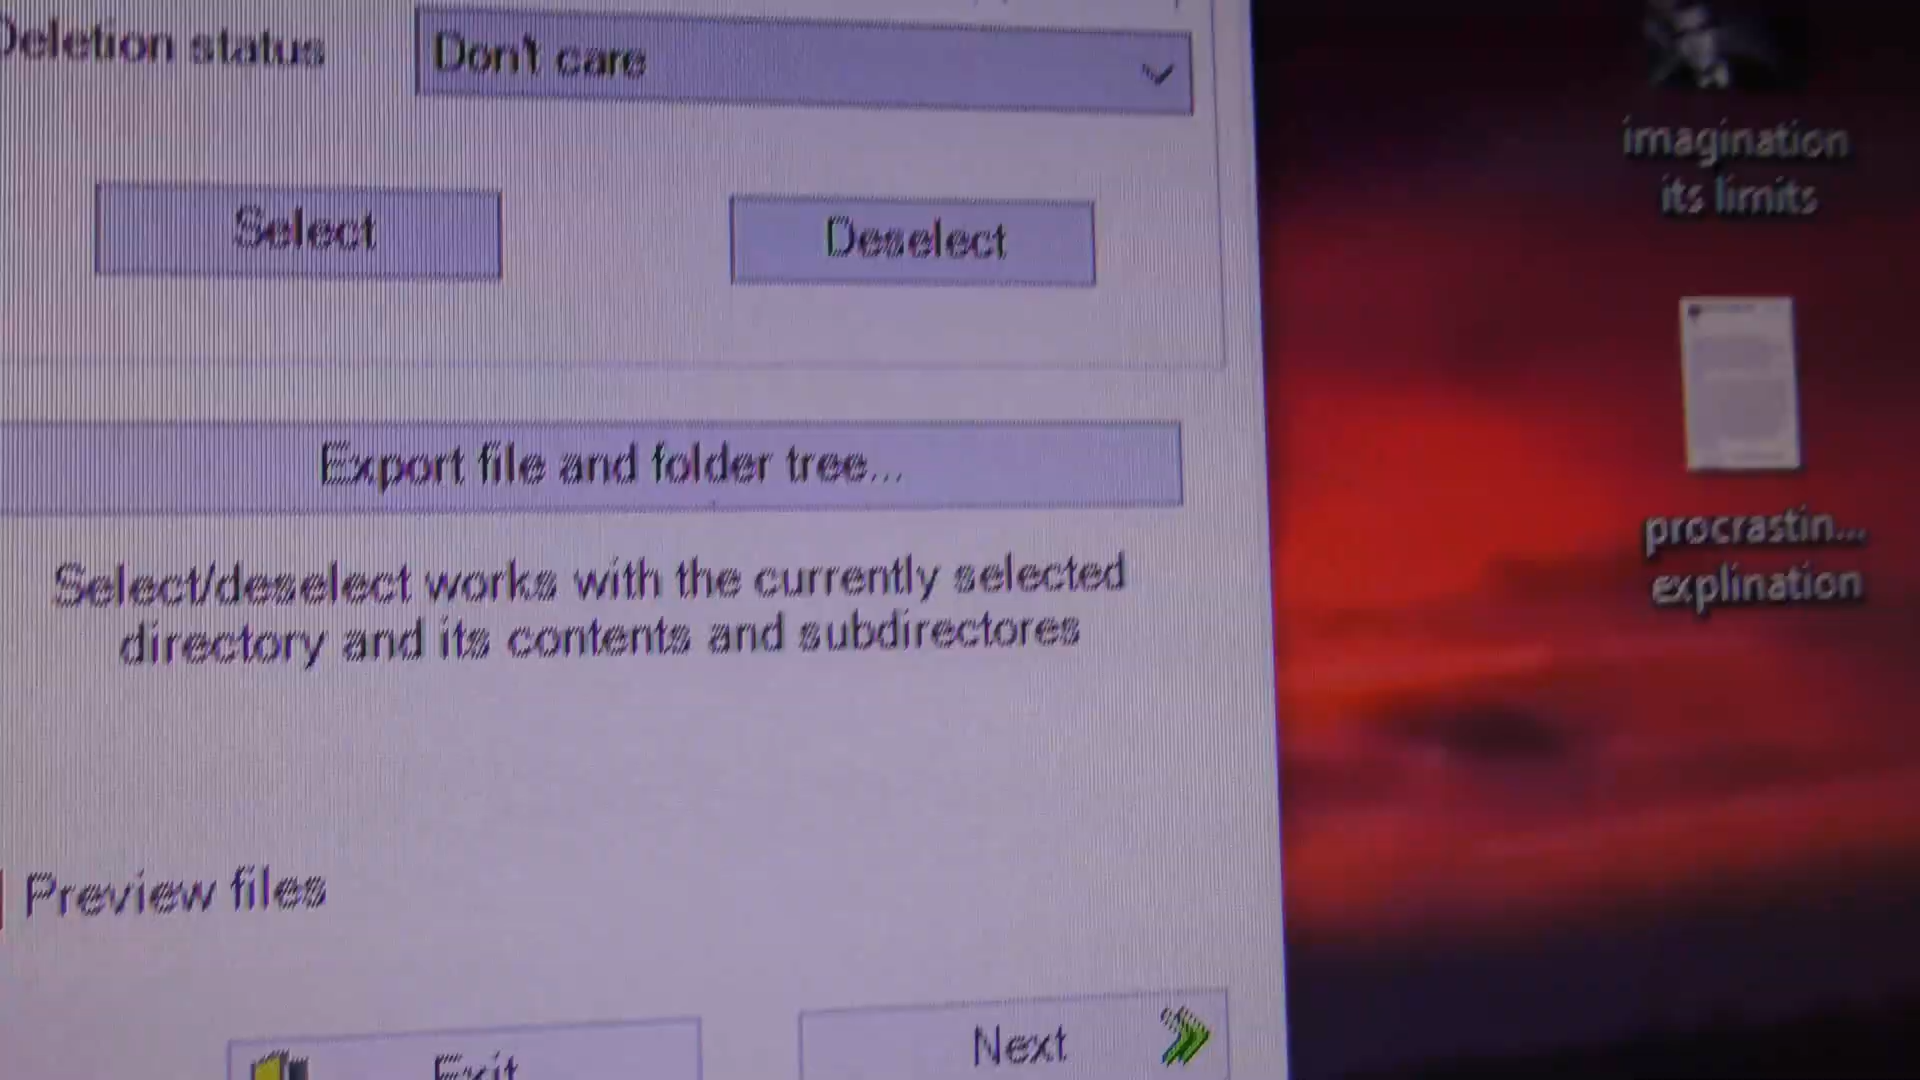 Deletion status
Don't care
Select
Deselect
Export file and folder tree...
Select/deselect works with the currently selected
directory and its contents and subdirectores
Preview files
Exit
Next
imagination
its limits
procrastin...
explination